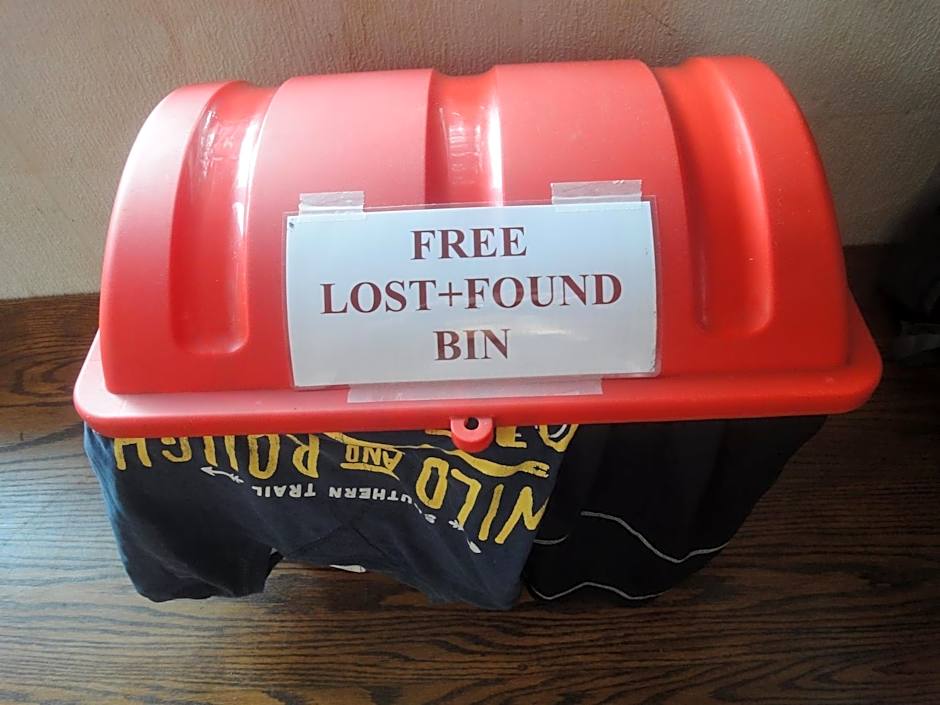 FREE
LOST+FOUND
BIN
WILD AND ROUGH
SOUTHERN TRAIL